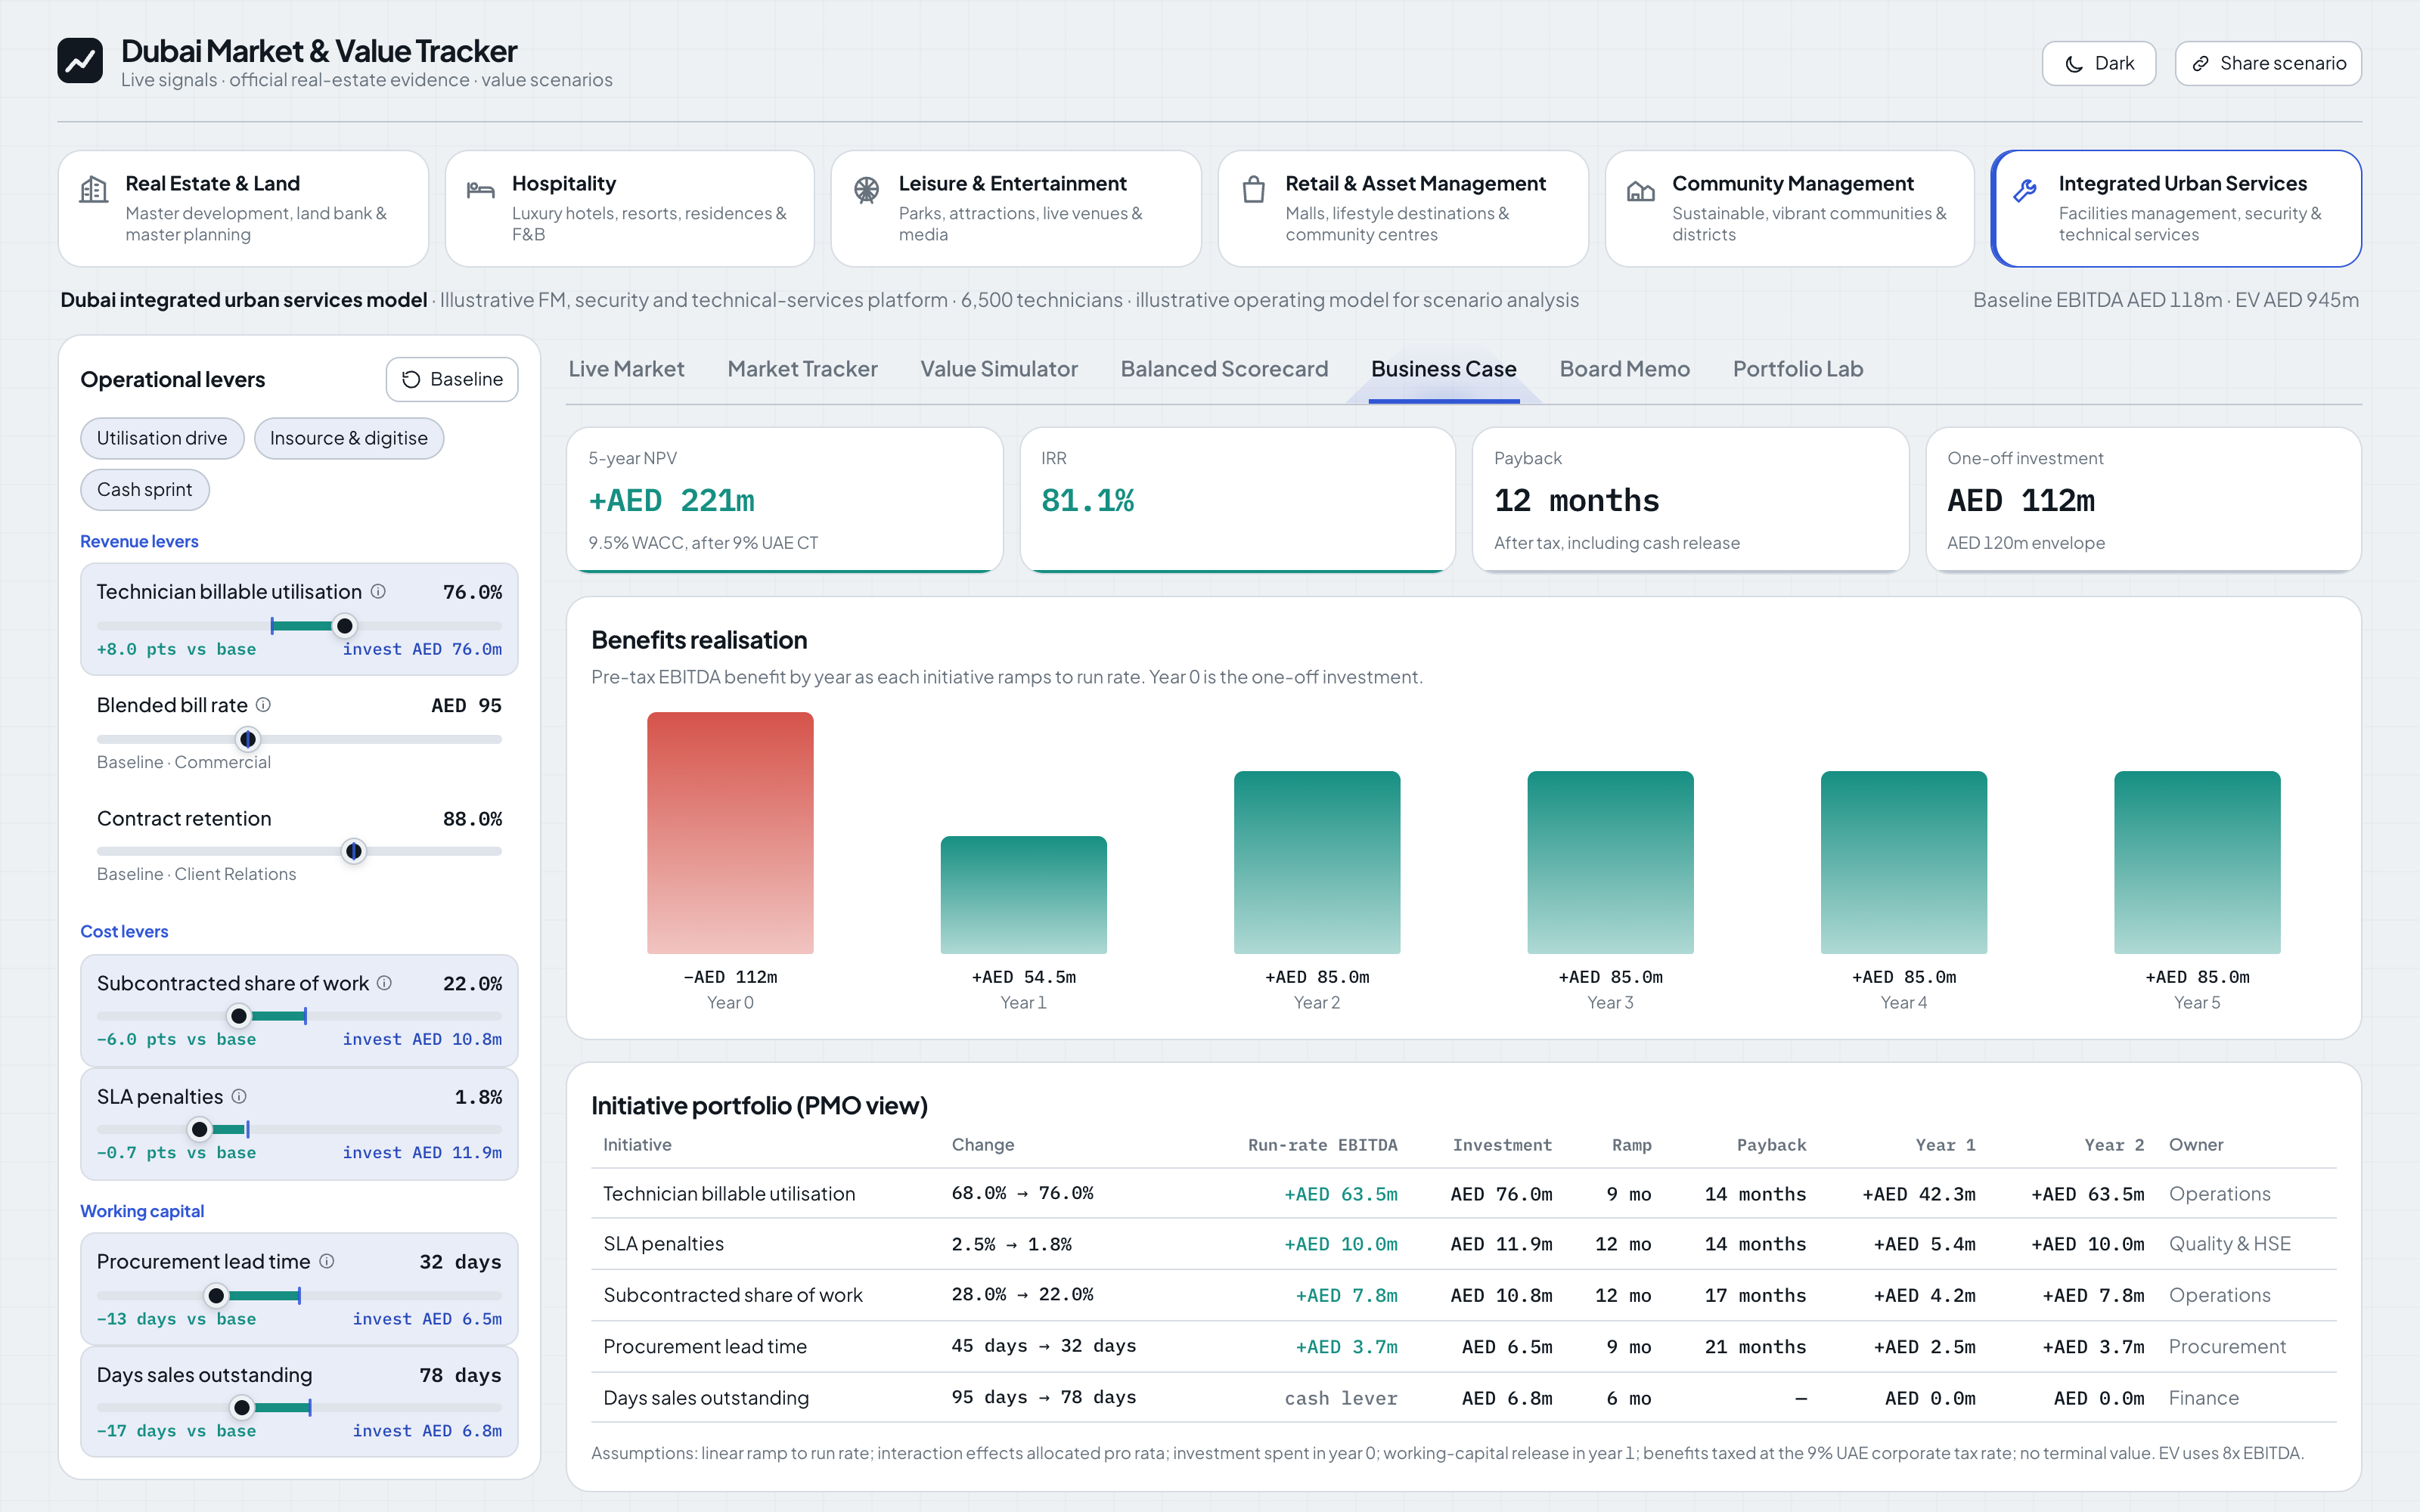 Dubai Market & Value Tracker
Live signals · official real-estate evidence · value scenarios
Dark
Share scenario
Real Estate & Land
Master development, land bank &
master planning
Hospitality
Luxury hotels, resorts, residences &
F&B
Leisure & Entertainment
Parks, attractions, live venues &
media
Retail & Asset Management
Malls, lifestyle destinations &
community centres
Community Management
Sustainable, vibrant communities &
districts
Integrated Urban Services
Facilities management, security &
technical services
Dubai integrated urban services model · Illustrative FM, security and technical-services platform · 6,500 technicians · illustrative operating model for scenario analysis
Baseline EBITDA AED 118m · EV AED 945m
Operational levers
Baseline
Utilisation drive
Insource & digitise
Cash sprint
Revenue levers
Technician billable utilisation 76.0%
+8.0 pts vs base invest AED 76.0m
Blended bill rate AED 95
Baseline · Commercial
Contract retention 88.0%
Baseline · Client Relations
Cost levers
Subcontracted share of work 22.0%
−6.0 pts vs base invest AED 10.8m
SLA penalties 1.8%
−0.7 pts vs base invest AED 11.9m
Working capital
Procurement lead time 32 days
−13 days vs base invest AED 6.5m
Days sales outstanding 78 days
−17 days vs base invest AED 6.8m
Live Market Market Tracker Value Simulator Balanced Scorecard Business Case Board Memo Portfolio Lab
5-year NPV
+AED 221m
9.5% WACC, after 9% UAE CT
IRR
81.1%
Payback
12 months
After tax, including cash release
One-off investment
AED 112m
AED 120m envelope
Benefits realisation
Pre-tax EBITDA benefit by year as each initiative ramps to run rate. Year 0 is the one-off investment.
−AED 112m +AED 54.5m +AED 85.0m +AED 85.0m +AED 85.0m +AED 85.0m
Year 0 Year 1 Year 2 Year 3 Year 4 Year 5
Initiative portfolio (PMO view)
Initiative Change Run-rate EBITDA Investment Ramp Payback Year 1 Year 2 Owner
Technician billable utilisation 68.0% → 76.0% +AED 63.5m AED 76.0m 9 mo 14 months +AED 42.3m +AED 63.5m Operations
SLA penalties 2.5% → 1.8% +AED 10.0m AED 11.9m 12 mo 14 months +AED 5.4m +AED 10.0m Quality & HSE
Subcontracted share of work 28.0% → 22.0% +AED 7.8m AED 10.8m 12 mo 17 months +AED 4.2m +AED 7.8m Operations
Procurement lead time 45 days → 32 days +AED 3.7m AED 6.5m 9 mo 21 months +AED 2.5m +AED 3.7m Procurement
Days sales outstanding 95 days → 78 days cash lever AED 6.8m 6 mo — AED 0.0m AED 0.0m Finance
Assumptions: linear ramp to run rate; interaction effects allocated pro rata; investment spent in year 0; working-capital release in year 1; benefits taxed at the 9% UAE corporate tax rate; no terminal value. EV uses 8x EBITDA.